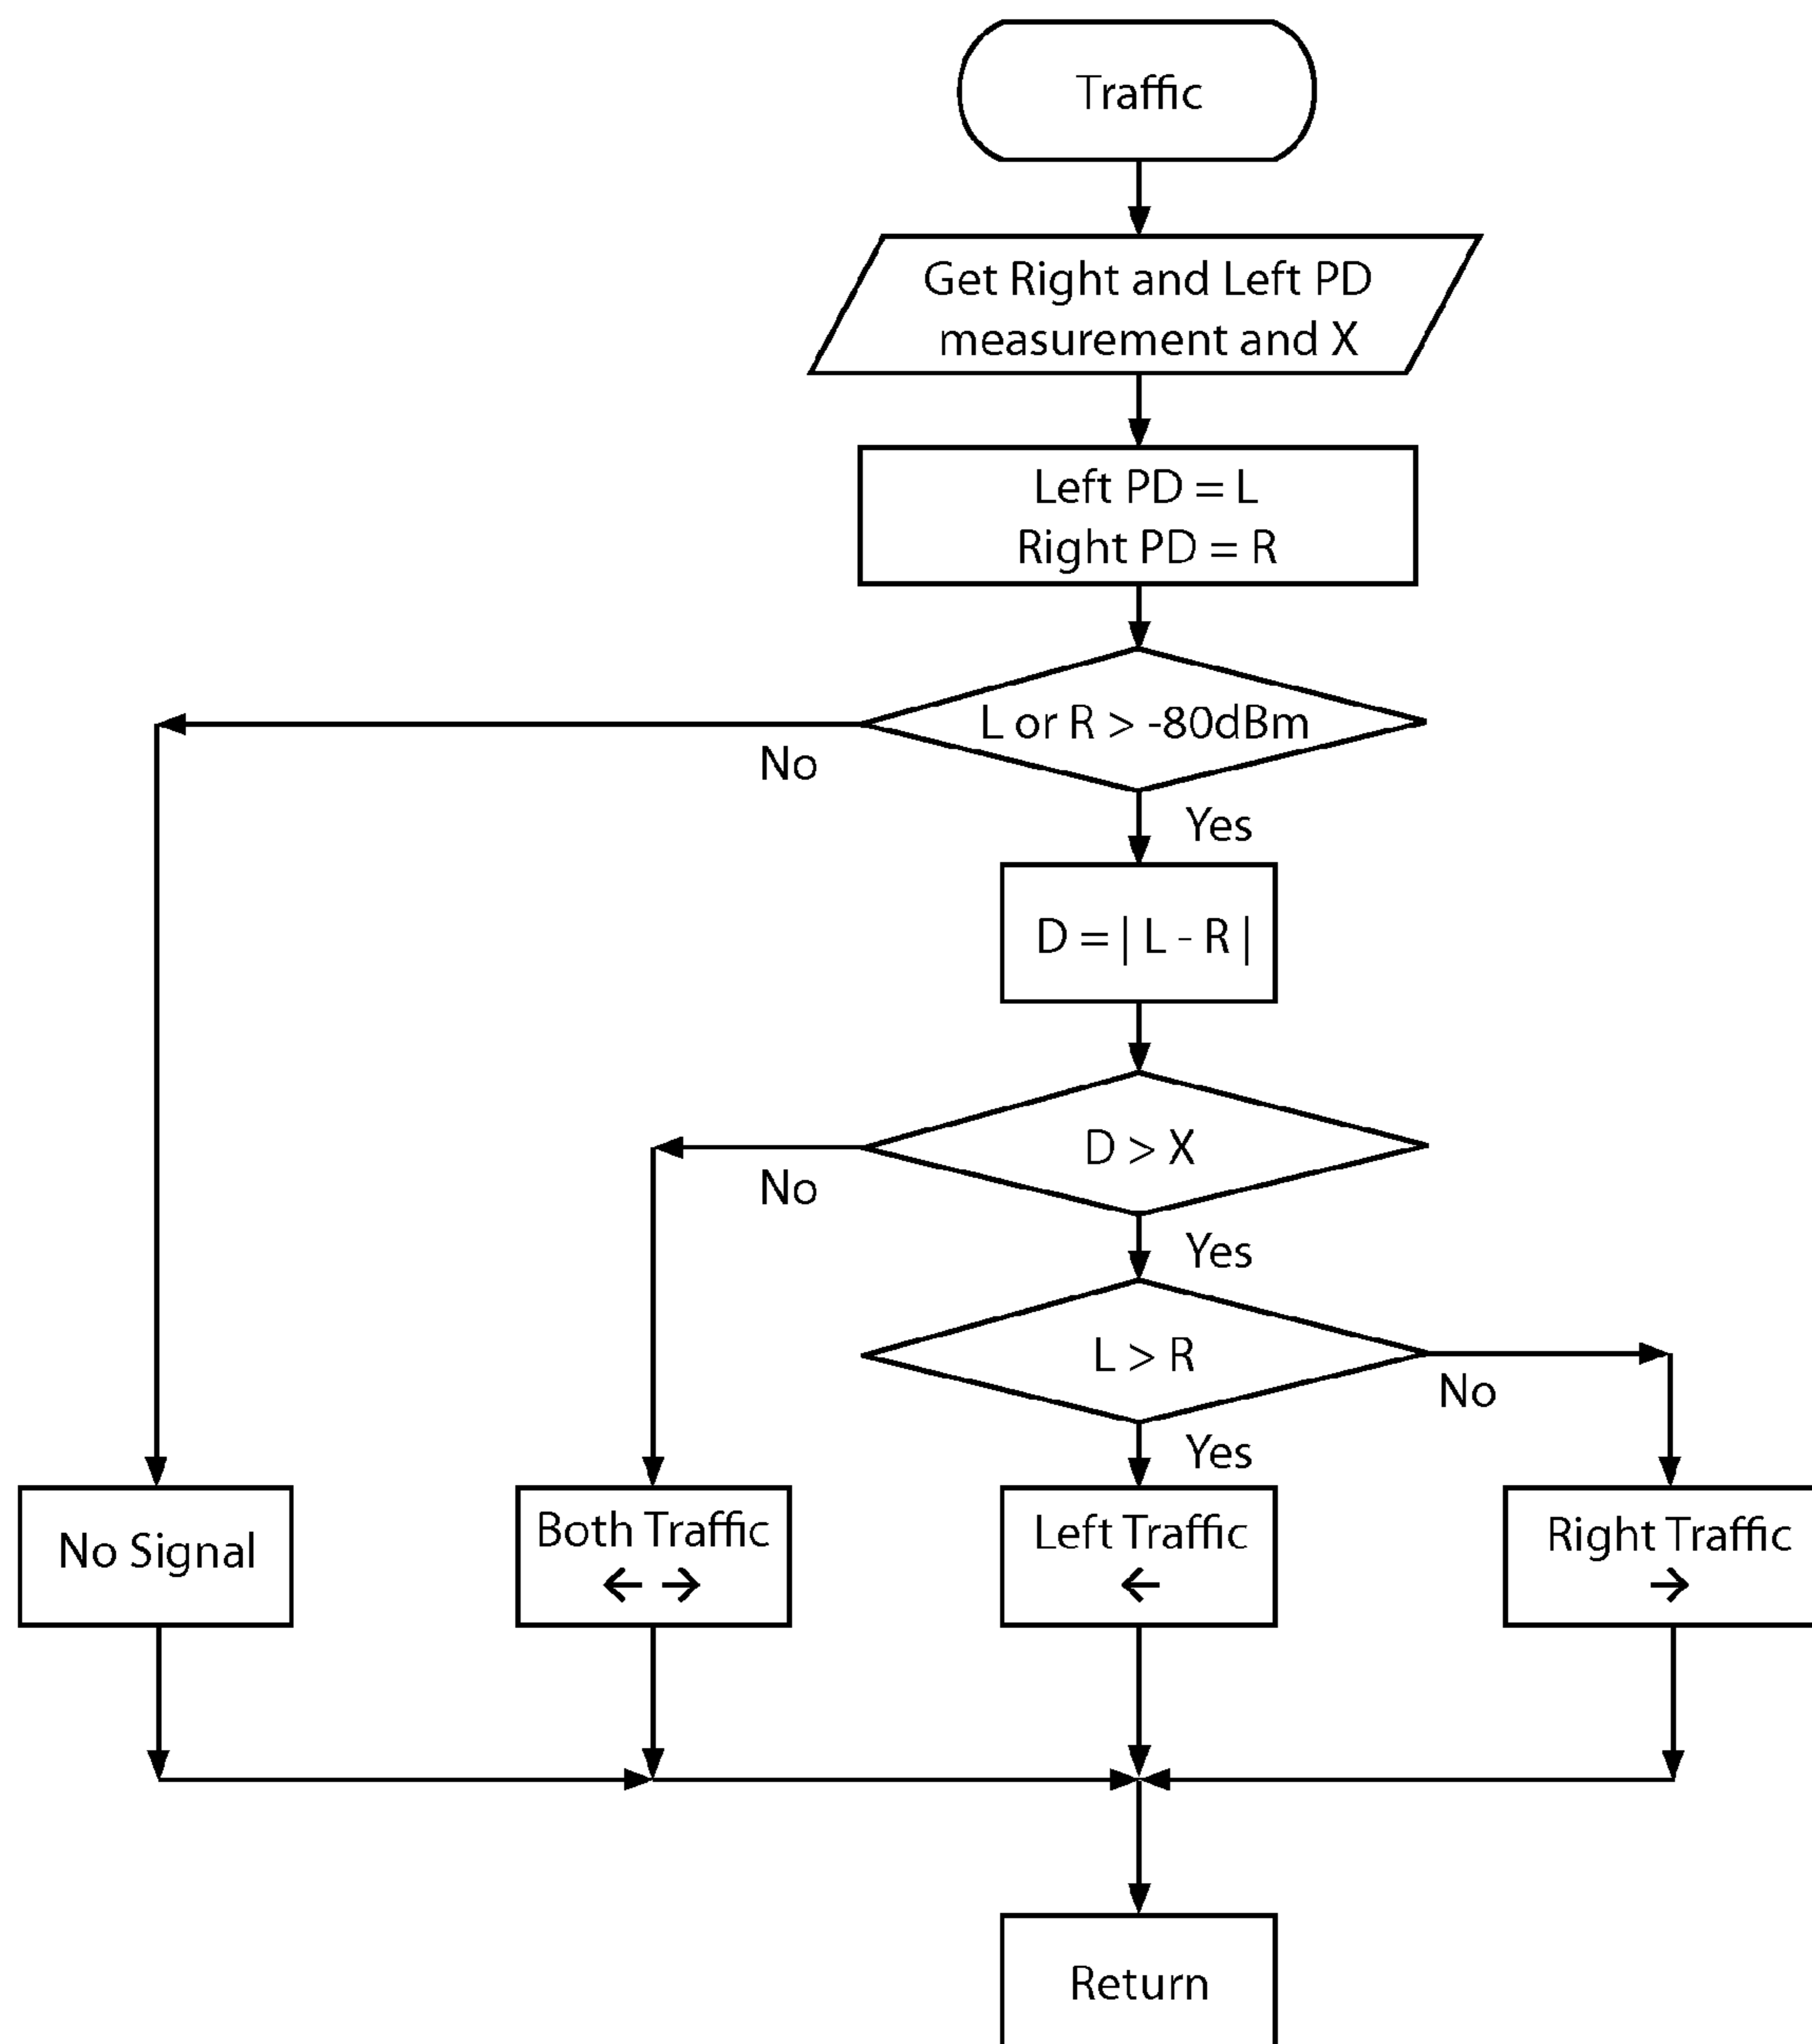 Traffic
Get Right and Left PD
measurement and X
Left PD = L
Right PD = R
L or R > -80dBm
No
Yes
D = | L - R |
D > X
No
Yes
L > R
No
Yes
No Signal
Both Traffic
← →
Left Traffic
←
Right Traffic
→
Return